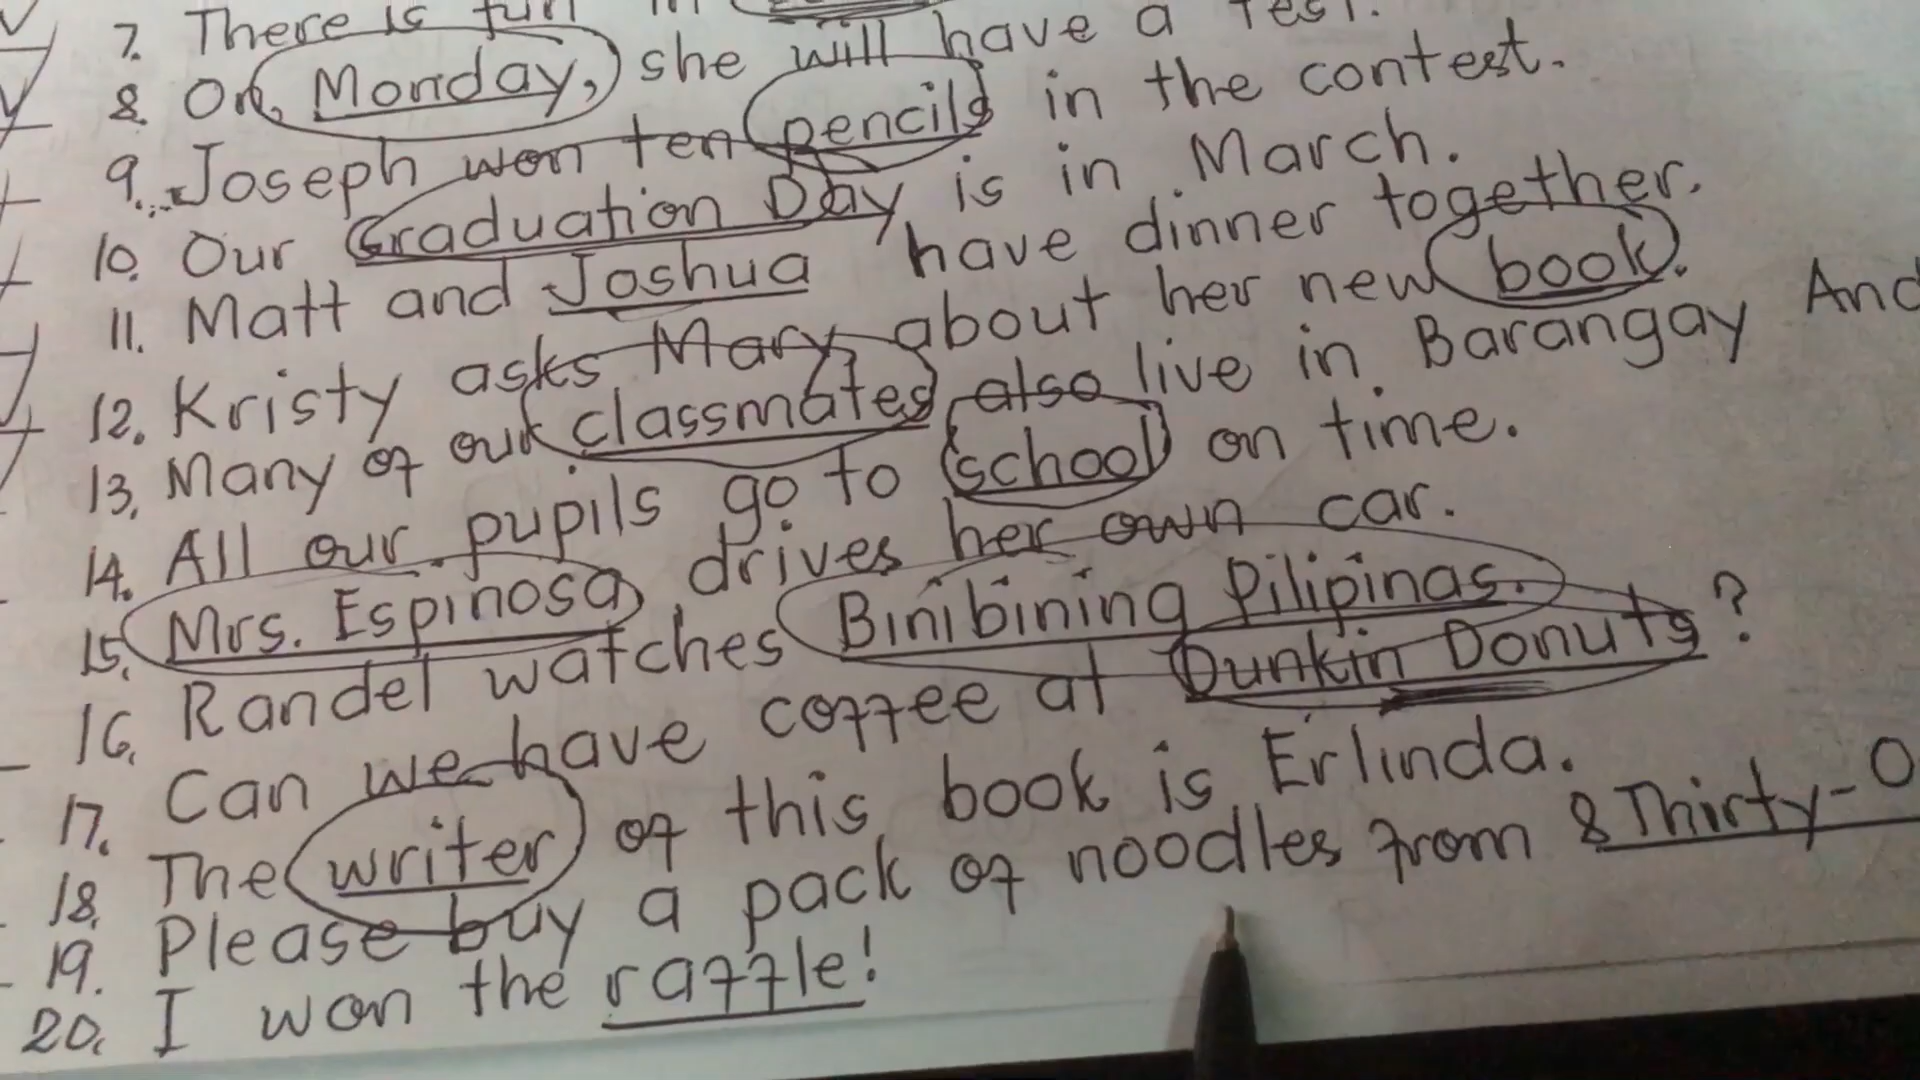 7. There is fun in
8. On Monday, she will have a Test.
9. Joseph won ten pencils in the contest.
10. Our Graduation Day is in March.
11. Matt and Joshua have dinner together.
12. Kristy asks Mary about her new book.
13. Many of our classmates also live in Barangay And
14. All our pupils go to school on time.
15. Mrs. Espinosa drives her own car.
16. Randel watches Binibining Pilipinas.
17. Can we have coffee at Dunkin Donuts?
18. The writer of this book is Erlinda.
19. Please buy a pack of noodles from 8 Thirty-O
20. I won the raffle!